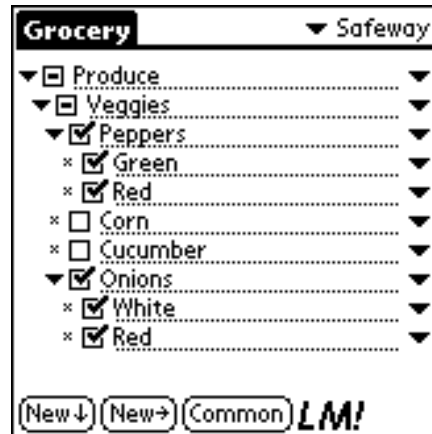 Grocery Safeway
Produce
Veggies
Peppers
Green
Red
Corn
Cucumber
Onions
White
Red
New↓ New→ Common LM!